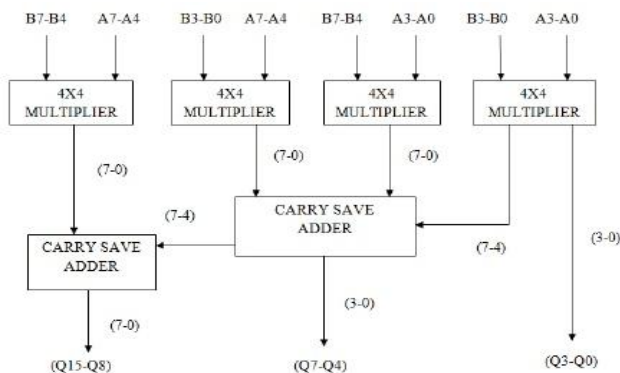 B7-B4 A7-A4 B3-B0 A7-A4 B7-B4 A3-A0 B3-B0 A3-A0
4X4
MULTIPLIER
4X4
MULTIPLIER
4X4
MULTIPLIER
4X4
MULTIPLIER
(7-0)
(7-0)
(7-0)
CARRY SAVE
ADDER
(7-4)
(7-4)
(3-0)
CARRY SAVE
ADDER
(7-0)
(3-0)
(Q15-Q8)
(Q7-Q4)
(Q3-Q0)